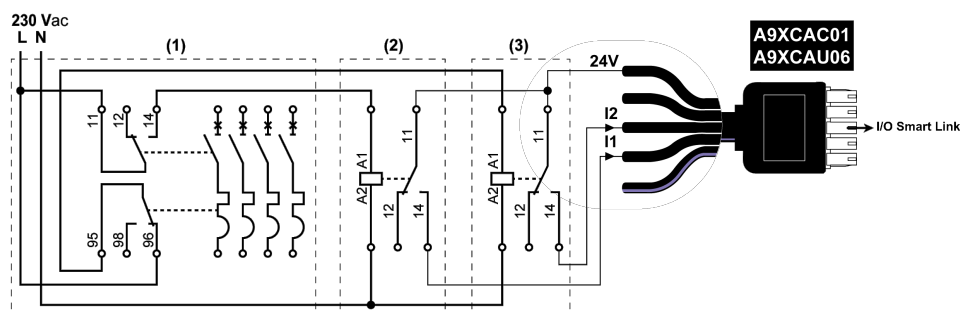 230 Vac
L N
(1)
(2)
(3)
A9XCAC01
A9XCAU06
24V
11
12
14
11
11
I2
I/O Smart Link
I1
A1
A2
A1
A2
12
14
12
14
95
98
96